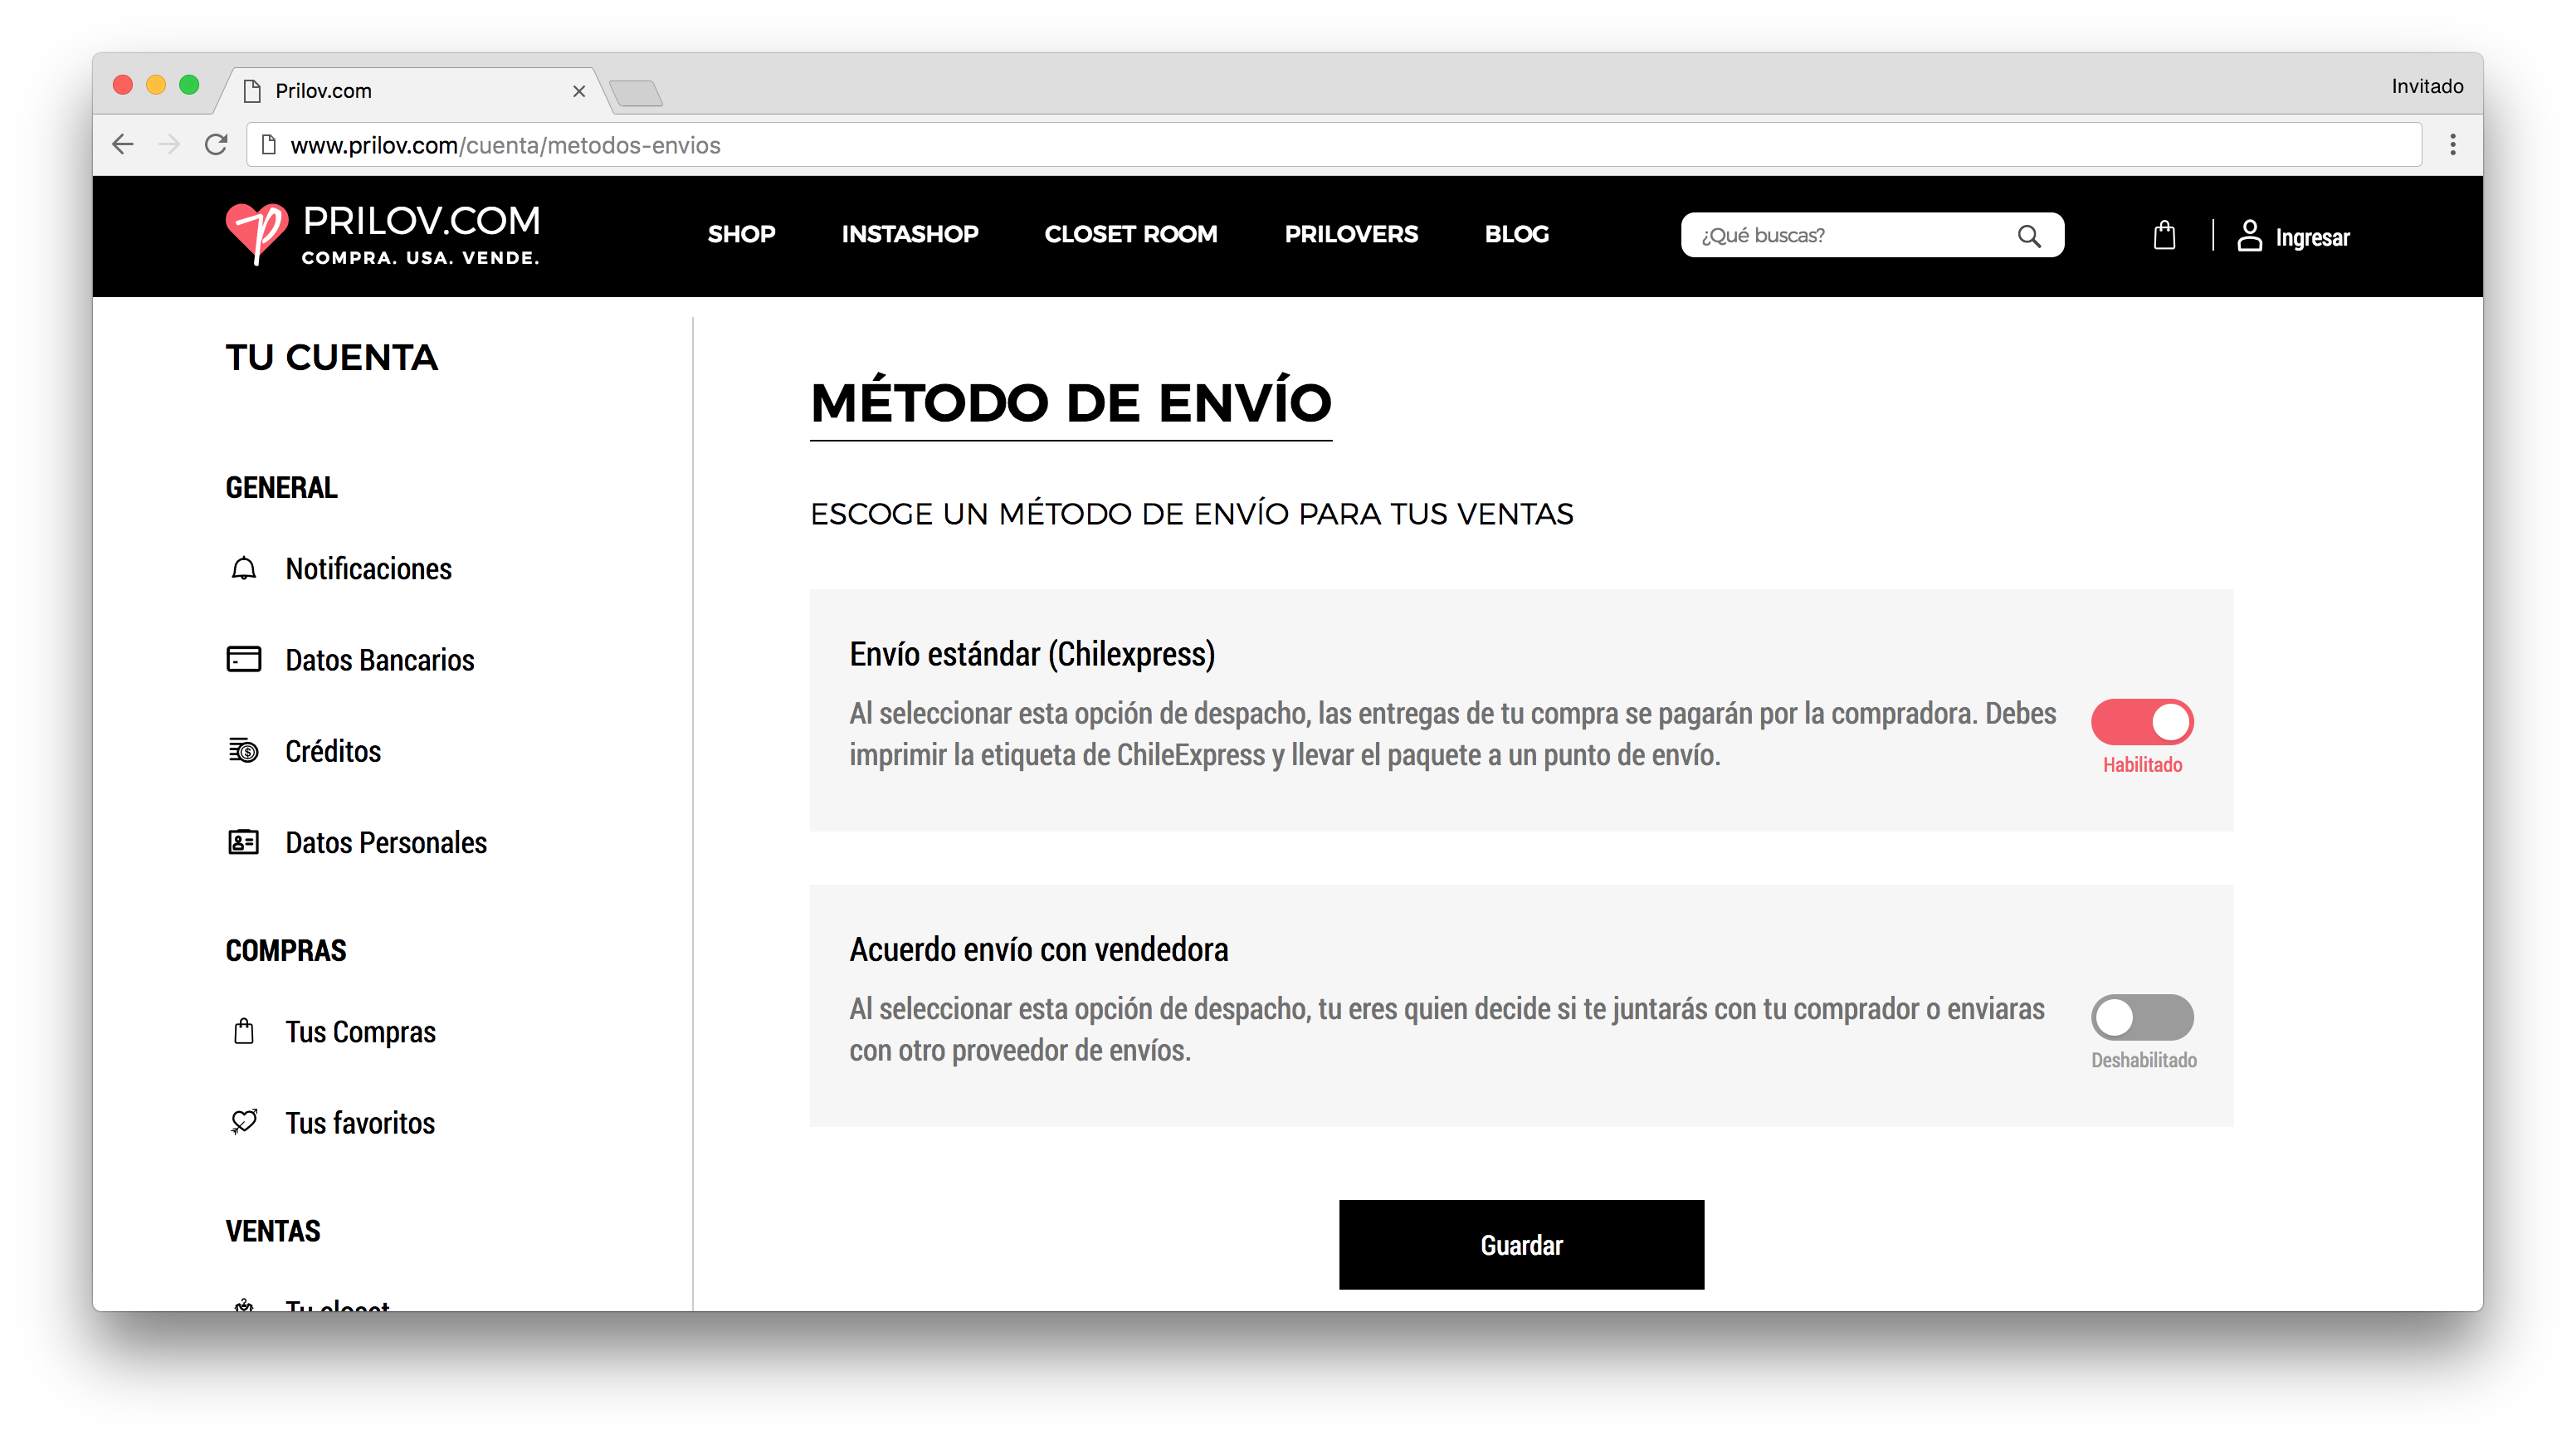 Prilov.com
Invitado
www.prilov.com/cuenta/metodos-envios
PRILOV.COM
COMPRA. USA. VENDE.
SHOP
INSTASHOP
CLOSET ROOM
PRILOVERS
BLOG
¿Qué buscas?
Ingresar
TU CUENTA
GENERAL
Notificaciones
Datos Bancarios
Créditos
Datos Personales
COMPRAS
Tus Compras
Tus favoritos
VENTAS
Tu closet
MÉTODO DE ENVÍO
ESCOGE UN MÉTODO DE ENVÍO PARA TUS VENTAS
Envío estándar (Chilexpress)
Al seleccionar esta opción de despacho, las entregas de tu compra se pagarán por la compradora. Debes
imprimir la etiqueta de ChileExpress y llevar el paquete a un punto de envío.
Habilitado
Acuerdo envío con vendedora
Al seleccionar esta opción de despacho, tu eres quien decide si te juntarás con tu comprador o enviaras
con otro proveedor de envíos.
Deshabilitado
Guardar